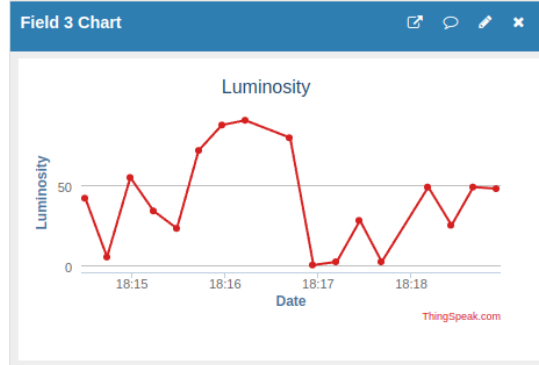 Field 3 Chart
Luminosity
Luminosity
50
0
18:15 18:16 18:17 18:18
Date
ThingSpeak.com